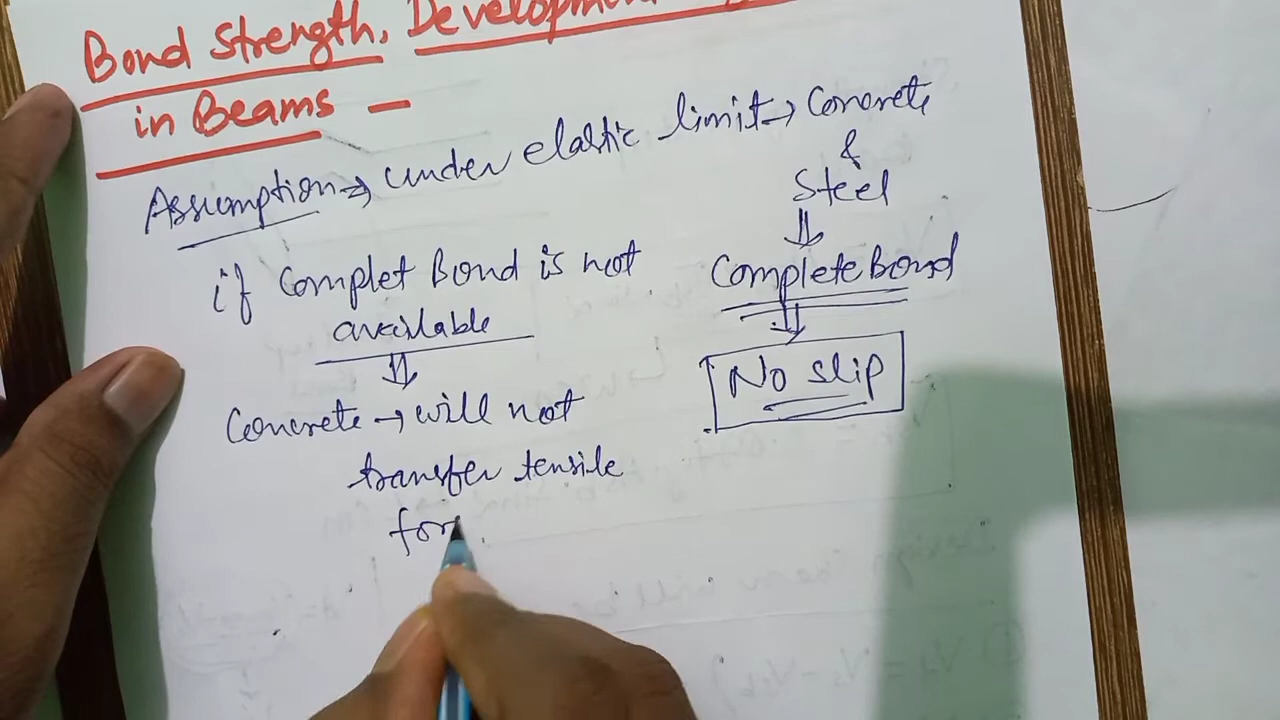 Bond Strength, Development
in Beams -
Assumption ⇒ under elastic limit → Concrete
&
Steel
⇓
Complete Bond
⇓
No slip
if Complet Bond is not
available
⇓
Concrete → will not
transfer tensile
for